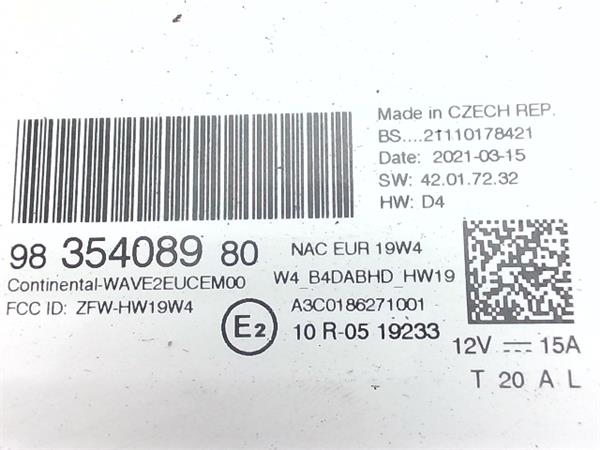 Made in CZECH REP.
BS....21110178421
Date: 2021-03-15
SW: 42.01.72.32
HW: D4
98 354089 80
NAC EUR 19W4
Continental-WAVE2EUCEM00
W4_B4DABHD_HW19
FCC ID: ZFW-HW19W4
A3C0186271001
E2
10 R-05 19233
12V 15A
T 20 A L